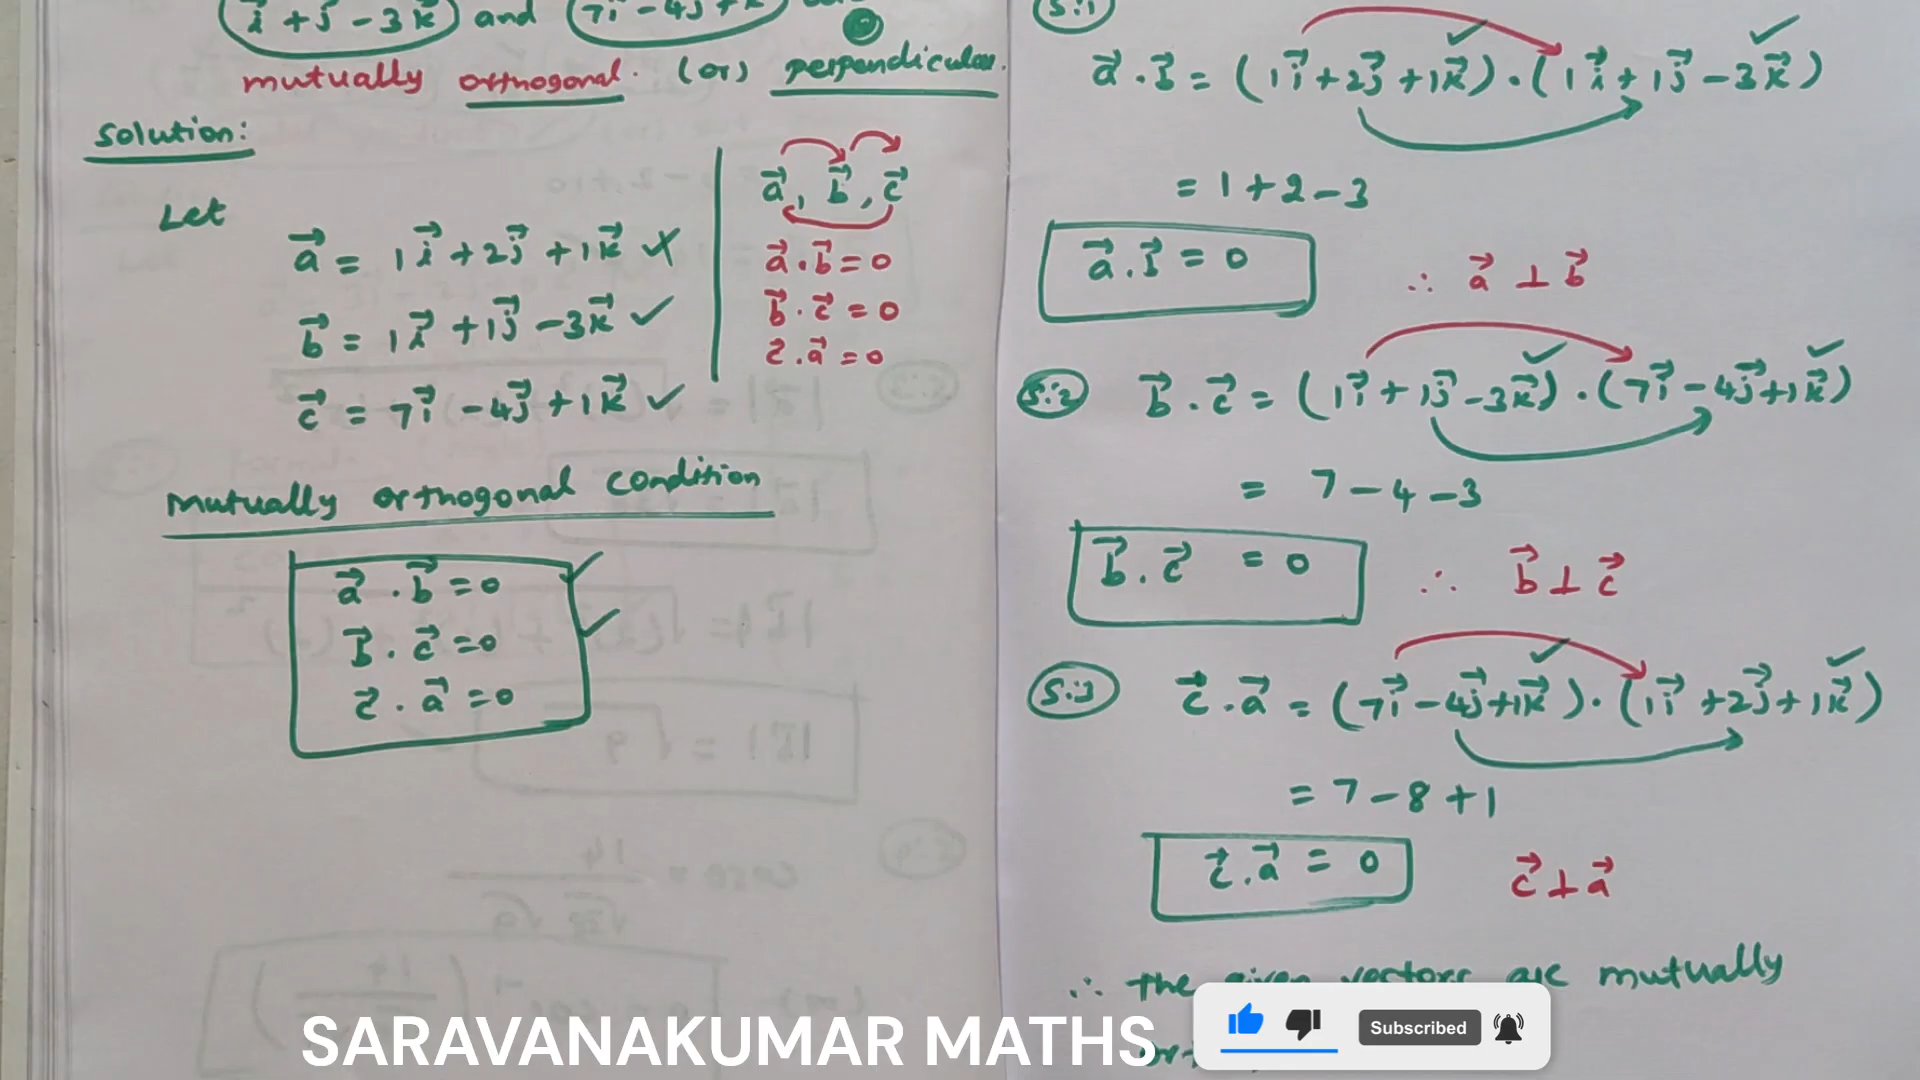 i⃗ + j⃗ - 3k⃗ and 7i⃗ - 4j⃗ + k⃗
mutually orthogonal. (or) perpendicular.
Solution:
Let
a⃗ = 1i⃗ + 2j⃗ + 1k⃗
b⃗ = 1i⃗ + 1j⃗ - 3k⃗ ✓
c⃗ = 7i⃗ - 4j⃗ + 1k⃗ ✓
a⃗, b⃗, c⃗
a⃗ . b⃗ = 0
b⃗ . c⃗ = 0
c⃗ . a⃗ = 0
Mutually orthogonal condition
a⃗ . b⃗ = 0
b⃗ . c⃗ = 0
c⃗ . a⃗ = 0
S:1
a⃗ . b⃗ = (1i⃗ + 2j⃗ + 1k⃗) . (1i⃗ + 1j⃗ - 3k⃗)
= 1 + 2 - 3
a⃗ . b⃗ = 0
∴ a⃗ ⊥ b⃗
S:2 b⃗ . c⃗ = (1i⃗ + 1j⃗ - 3k⃗) . (7i⃗ - 4j⃗ + 1k⃗)
= 7 - 4 - 3
b⃗ . c⃗ = 0
∴ b⃗ ⊥ c⃗
S:3 c⃗ . a⃗ = (7i⃗ - 4j⃗ + 1k⃗) . (1i⃗ + 2j⃗ + 1k⃗)
= 7 - 8 + 1
c⃗ . a⃗ = 0
c⃗ ⊥ a⃗
∴ the given vectors are mutually
SARAVANAKUMAR MATHS
Subscribed